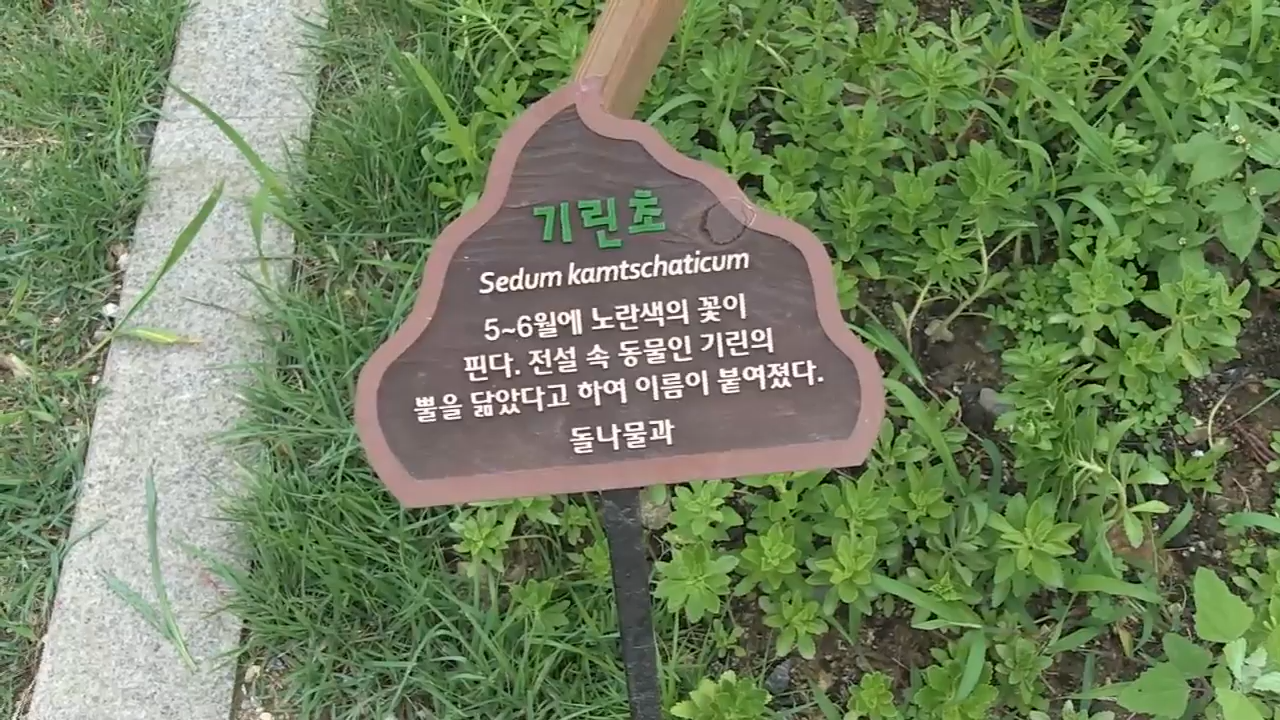 기린초
Sedum kamtschaticum
5~6월에 노란색의 꽃이
핀다. 전설 속 동물인 기린의
뿔을 닮았다고 하여 이름이 붙여졌다.
돌나물과